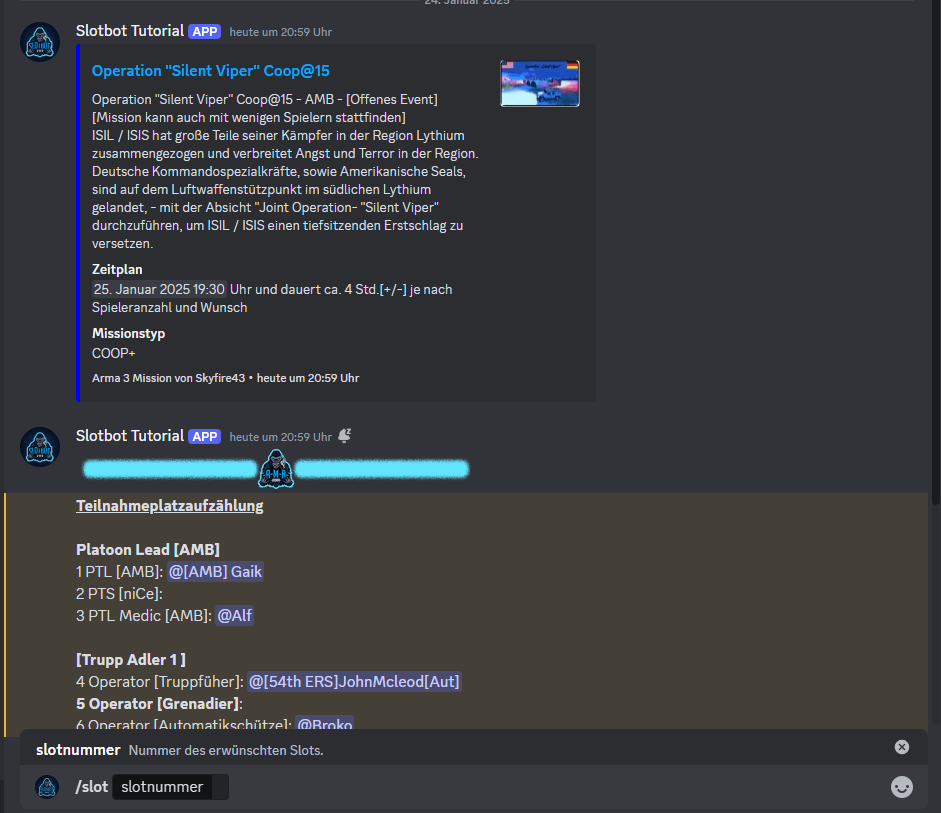 24. Januar 2025
Slotbot Tutorial APP heute um 20:59 Uhr
Operation "Silent Viper" Coop@15
Operation "Silent Viper" Coop@15 - AMB - [Offenes Event]
[Mission kann auch mit wenigen Spielern stattfinden]
ISIL / ISIS hat große Teile seiner Kämpfer in der Region Lythium
zusammengezogen und verbreitet Angst und Terror in der Region.
Deutsche Kommandospezialkräfte, sowie Amerikanische Seals,
sind auf dem Luftwaffenstützpunkt im südlichen Lythium
gelandet, - mit der Absicht "Joint Operation- "Silent Viper"
durchzuführen, um ISIL / ISIS einen tiefsitzenden Erstschlag zu
versetzen.
Zeitplan
25. Januar 2025 19:30 Uhr und dauert ca. 4 Std.[+/-] je nach
Spieleranzahl und Wunsch
Missionstyp
COOP+
Arma 3 Mission von Skyfire43 • heute um 20:59 Uhr
Slotbot Tutorial APP heute um 20:59 Uhr
A-M-B
Teilnahmeplatzaufzählung
Platoon Lead [AMB]
1 PTL [AMB]: @[AMB] Gaik
2 PTS [niCe]:
3 PTL Medic [AMB]: @Alf
[Trupp Adler 1 ]
4 Operator [Truppfüher]: @[54th ERS]JohnMcleod[Aut]
5 Operator [Grenadier]:
6 Operator [Automatikschütze]: @Broko
slotnummer Nummer des erwünschten Slots.
/slot slotnummer